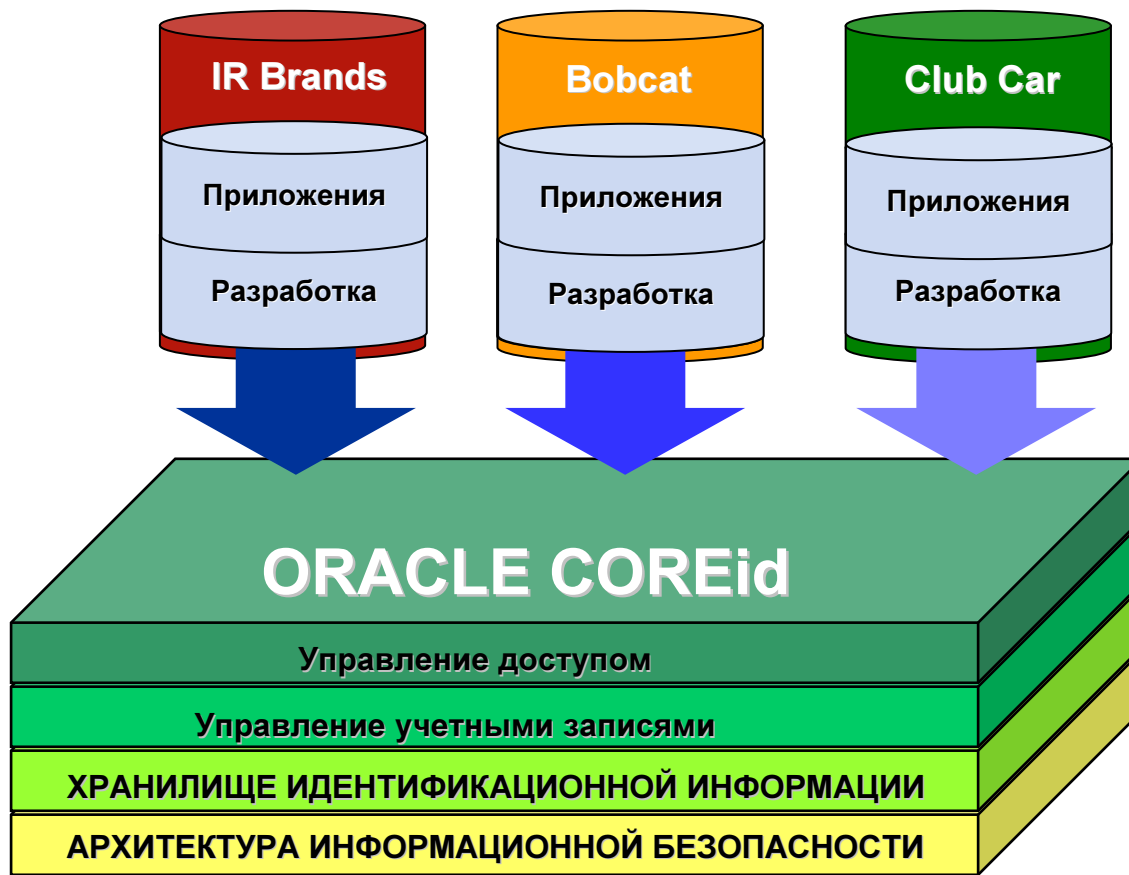 IR Brands
Bobcat
Club Car
Приложения
Приложения
Приложения
Разработка
Разработка
Разработка
ORACLE COREid
Управление доступом
Управление учетными записями
ХРАНИЛИЩЕ ИДЕНТИФИКАЦИОННОЙ ИНФОРМАЦИИ
АРХИТЕКТУРА ИНФОРМАЦИОННОЙ БЕЗОПАСНОСТИ